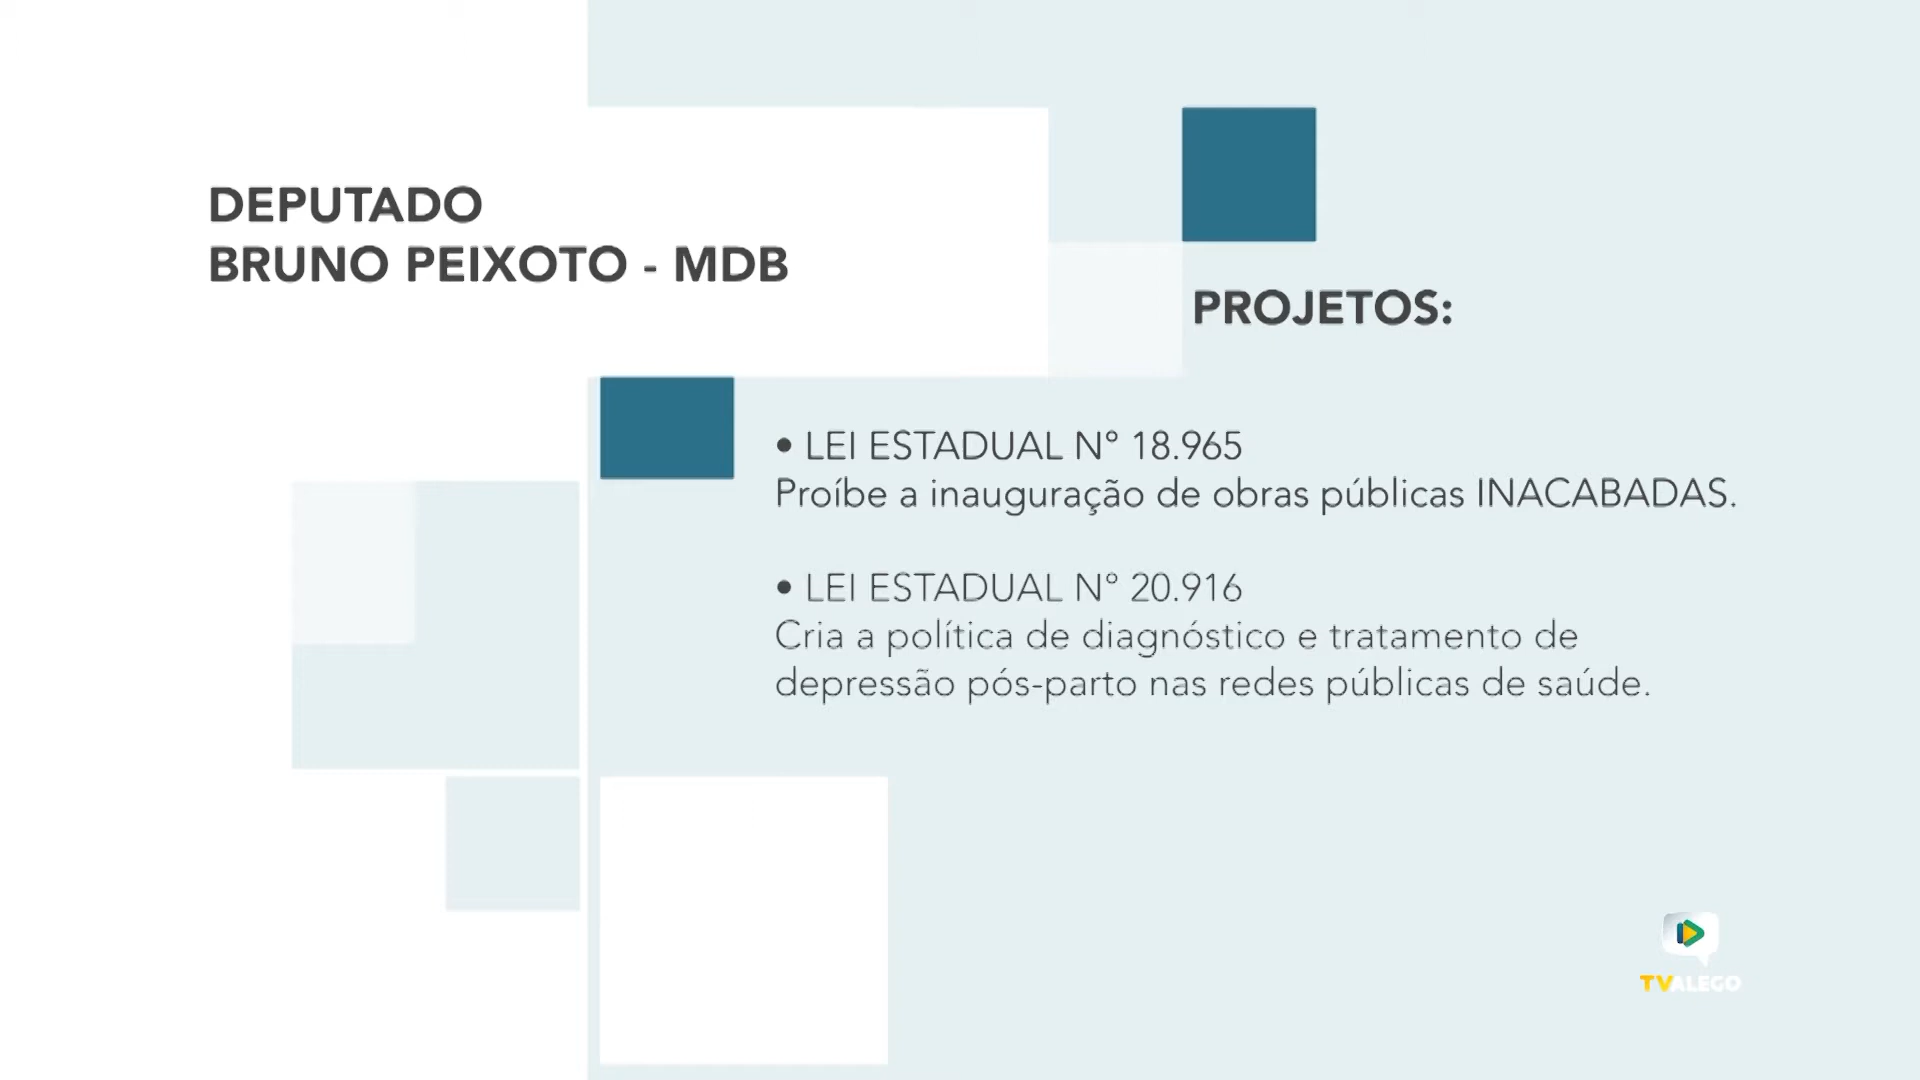 DEPUTADO
BRUNO PEIXOTO - MDB
PROJETOS:
• LEI ESTADUAL N° 18.965
Proíbe a inauguração de obras públicas INACABADAS.
• LEI ESTADUAL N° 20.916
Cria a política de diagnóstico e tratamento de
depressão pós-parto nas redes públicas de saúde.
TVALEGO